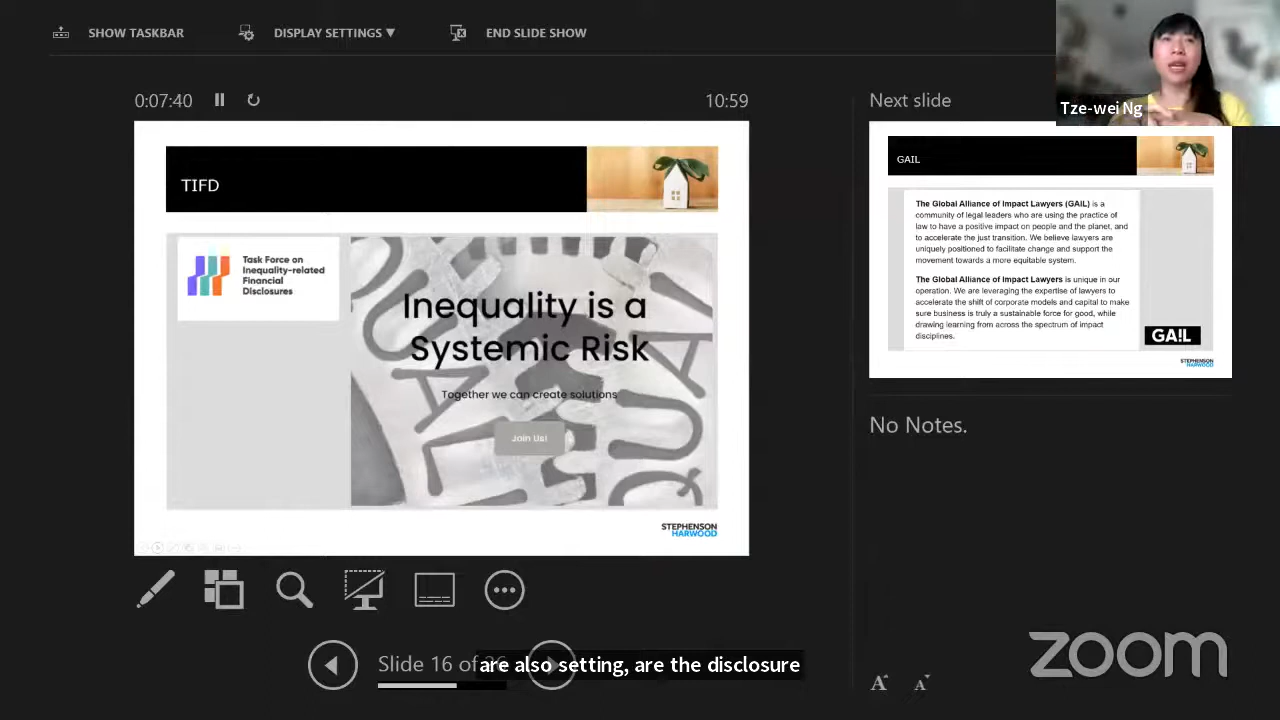 SHOW TASKBAR
DISPLAY SETTINGS ▼
END SLIDE SHOW
0:07:40
10:59
Next slide
Tze-wei Ng
TIFD
Task Force on
Inequality-related
Financial
Disclosures
Inequality is a
Systemic Risk
Together we can create solutions
Join Us!
STEPHENSON
HARWOOD
GAIL
The Global Alliance of Impact Lawyers (GAIL) is a
community of legal leaders who are using the practice of
law to have a positive impact on people and the planet, and
to accelerate the just transition. We believe lawyers are
uniquely positioned to facilitate change and support the
movement towards a more equitable system.
The Global Alliance of Impact Lawyers is unique in our
operation. We are leveraging the expertise of lawyers to
accelerate the shift of corporate models and capital to make
sure business is truly a sustainable force for good, while
drawing learning from across the spectrum of impact
disciplines.
GA!L
STEPHENSON
HARWOOD
No Notes.
Slide 16 of
are also setting, are the disclosure
zoom
A A